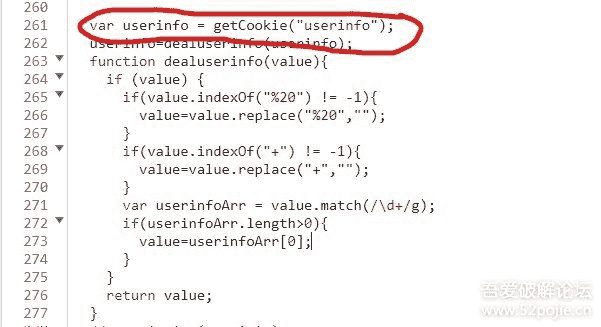 260
261 var userinfo = getCookie("userinfo");
262 userinfo=dealuserinfo(userinfo);
263 function dealuserinfo(value){
264 if (value) {
265 if(value.indexOf("%20") != -1){
266 value=value.replace("%20","");
267 }
268 if(value.indexOf("+") != -1){
269 value=value.replace("+","");
270 }
271 var userinfoArr = value.match(/\d+/g);
272 if(userinfoArr.length>0){
273 value=userinfoArr[0];
274 }
275 }
276 return value;
277 }
吾爱破解论坛
www.52pojie.cn